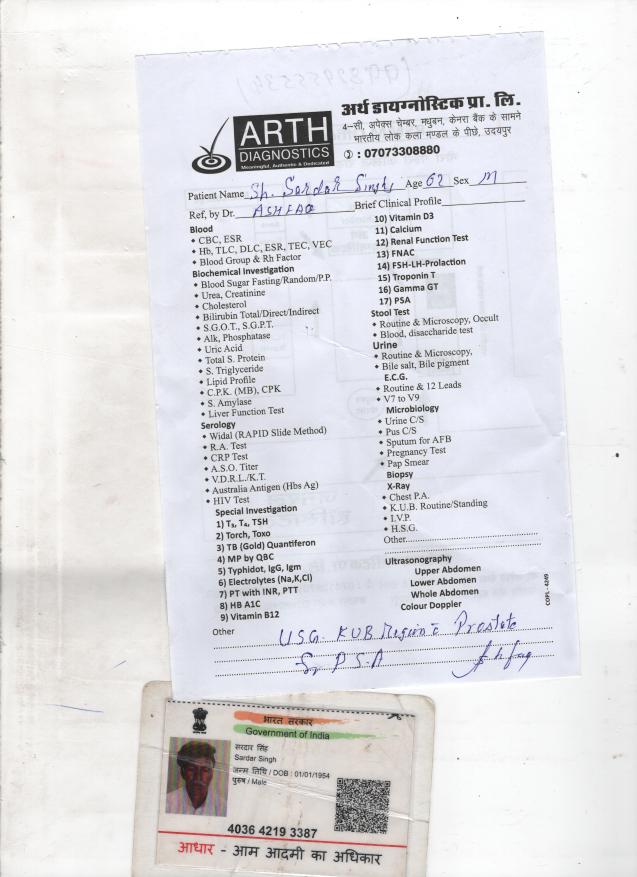 अर्थ डायग्नोस्टिक प्रा. लि.
ARTH
DIAGNOSTICS
Meaningful, Authentic & Dedicated
4-सी, अपेक्स चेम्बर, मधुबन, केनरा बैंक के सामने
भारतीय लोक कला मण्डल के पीछे, उदयपुर
: 07073308880
Patient Name Sh. Sardar Singh Age 62 Sex M
Ref, by Dr. ASHFAQ Brief Clinical Profile
Blood
CBC, ESR
Hb, TLC, DLC, ESR, TEC, VEC
Blood Group & Rh Factor
Biochemical Investigation
Blood Sugar Fasting/Random/P.P.
Urea, Creatinine
Cholesterol
Bilirubin Total/Direct/Indirect
S.G.O.T., S.G.P.T.
Alk, Phosphatase
Uric Acid
Total S. Protein
S. Triglyceride
Lipid Profile
C.P.K. (MB), CPK
S. Amylase
Liver Function Test
Serology
Widal (RAPID Slide Method)
R.A. Test
CRP Test
A.S.O. Titer
V.D.R.L./K.T.
Australia Antigen (Hbs Ag)
HIV Test
Special Investigation
1) T₃, T₄, TSH
2) Torch, Toxo
3) TB (Gold) Quantiferon
4) MP by QBC
5) Typhidot, IgG, Igm
6) Electrolytes (Na,K,Cl)
7) PT with INR, PTT
8) HB A1C
9) Vitamin B12
10) Vitamin D3
11) Calcium
12) Renal Function Test
13) FNAC
14) FSH-LH-Prolaction
15) Troponin T
16) Gamma GT
17) PSA
Stool Test
Routine & Microscopy, Occult
Blood, disaccharide test
Urine
Routine & Microscopy,
Bile salt, Bile pigment
E.C.G.
Routine & 12 Leads
V7 to V9
Microbiology
Urine C/S
Pus C/S
Sputum for AFB
Pregnancy Test
Pap Smear
Biopsy
X-Ray
Chest P.A.
K.U.B. Routine/Standing
I.V.P.
H.S.G.
Other
Ultrasonography
Upper Abdomen
Lower Abdomen
Whole Abdomen
Colour Doppler
COPL - 4249
Other USG KUB Region Prostate
PSA
भारत सरकार
Government of India
सरदार सिंह
Sardar Singh
जन्म तिथि / DOB : 01/01/1954
पुरुष / Male
4036 4219 3387
आधार - आम आदमी का अधिकार